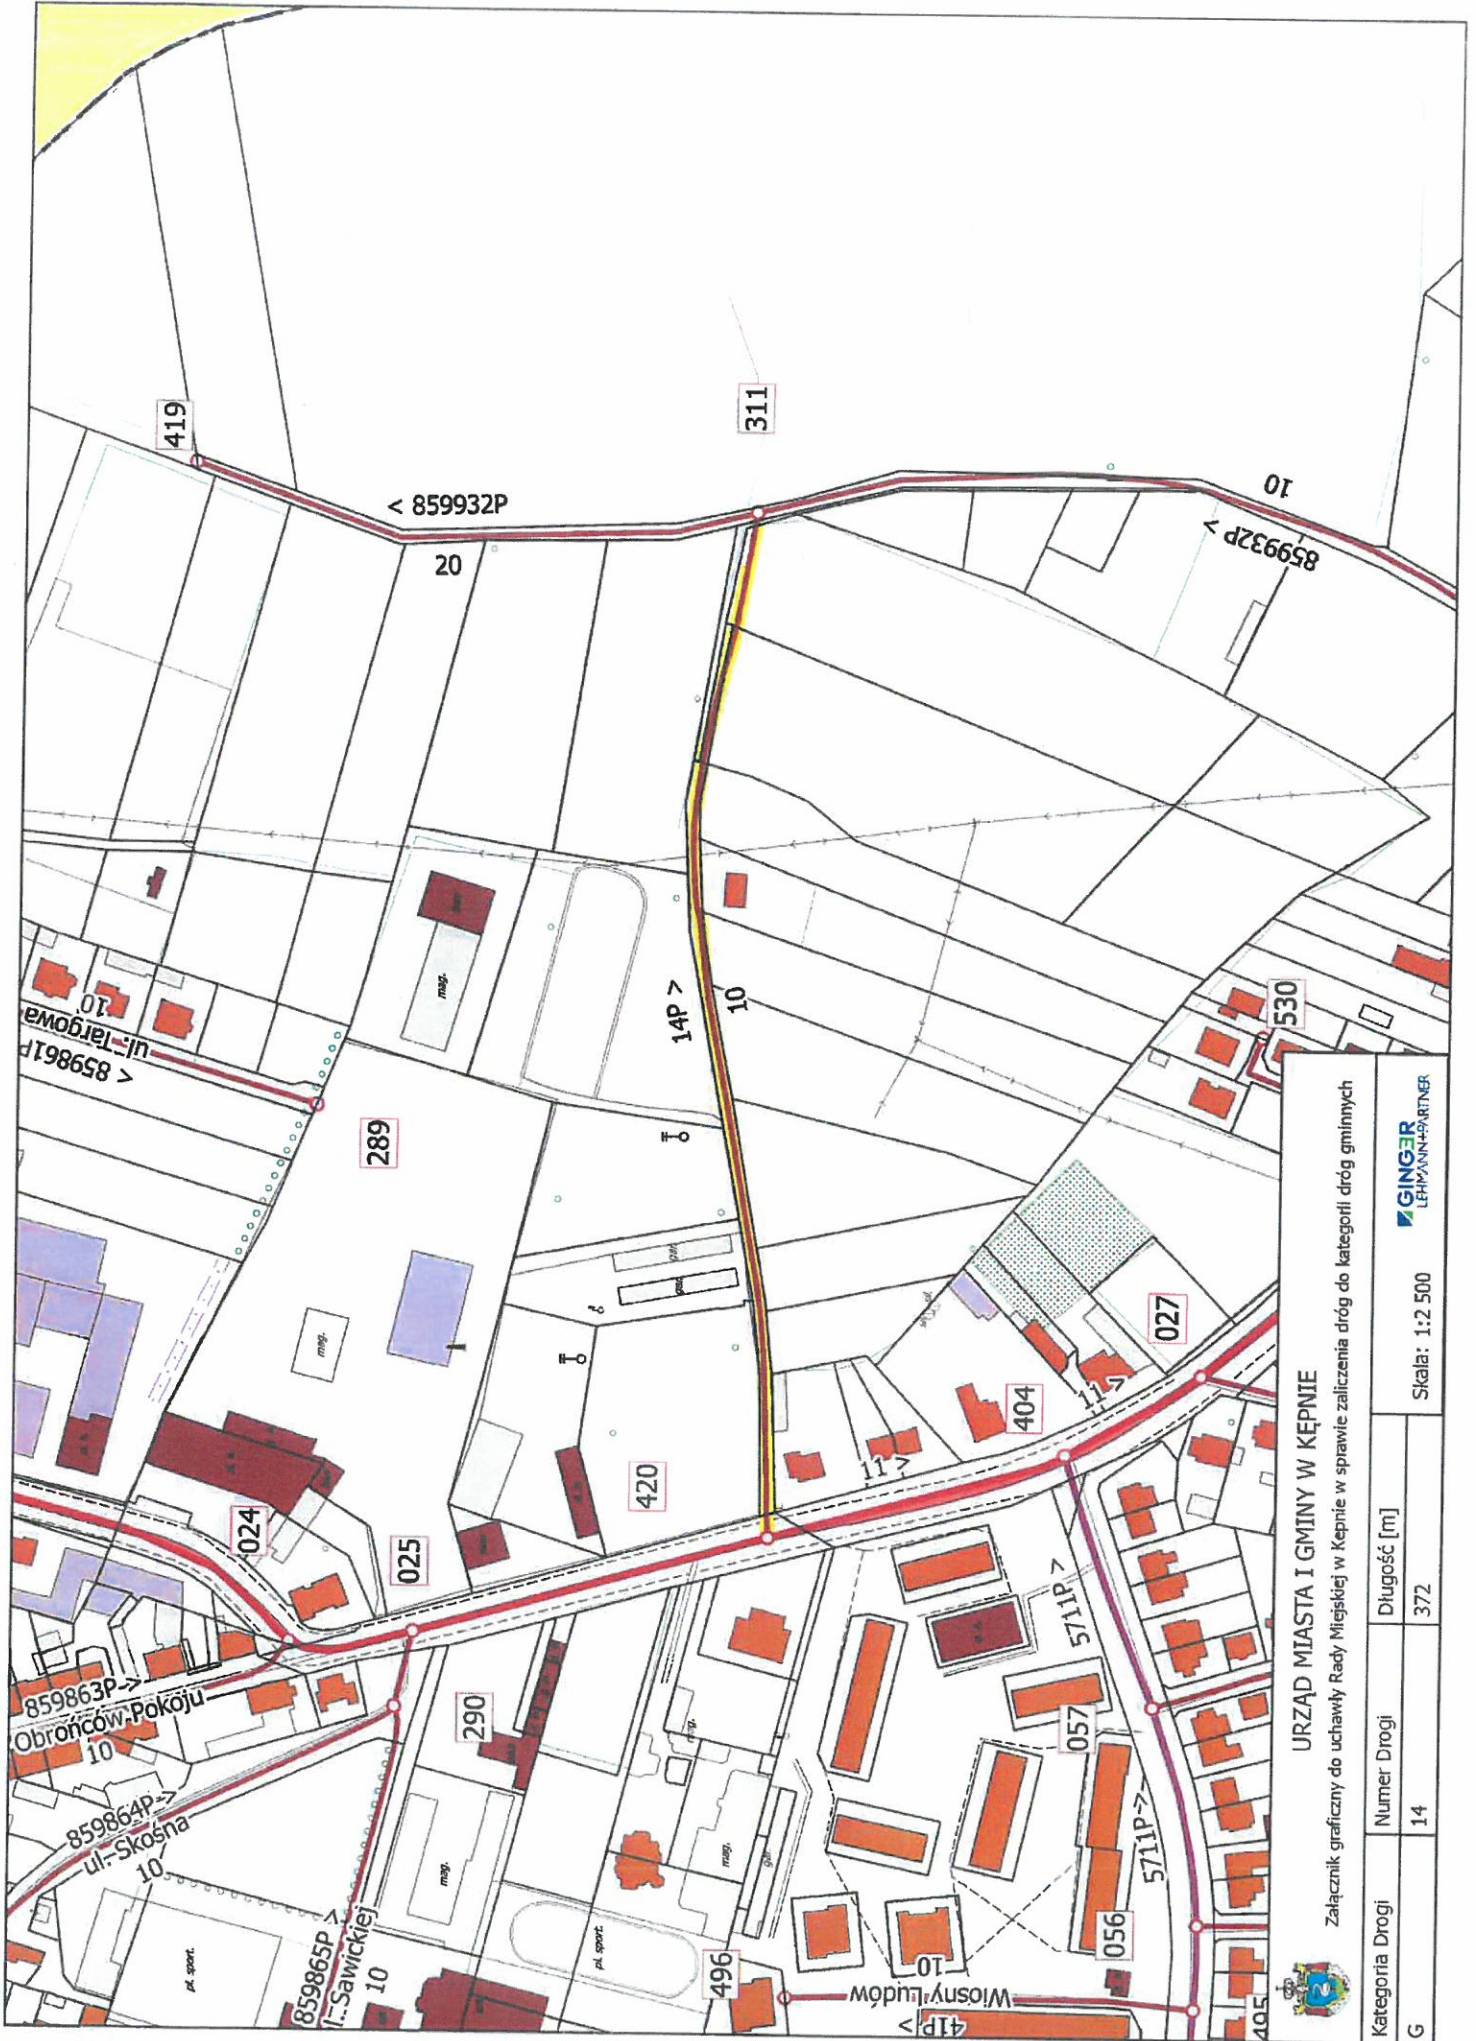 419
311
< 859932P
20
10
859932P >
14P >
10
< 859861P
ul. Targowa
10
289
mag.
mag.
530
024
025
420
404
027
11 >
11 >
859863P->
Obrońców Pokoju
10
859864P->
ul. Skośna
10
859865P >
Sawickiej
10
290
mag.
mag.
mag.
pl. sport.
pl. sport.
gar.
496
Wiosny Ludów
10
41P >
057
056
5711P >
5711P->
495
URZĄD MIASTA I GMINY W KĘPNIE
Załącznik graficzny do uchawły Rady Miejskiej w Kępnie w sprawie zaliczenia dróg do kategorii dróg gminnych
Kategoria Drogi
Numer Drogi
Długość [m]
G
14
372
Skala: 1:2 500
GINGER
LEHMANN+PARTNER